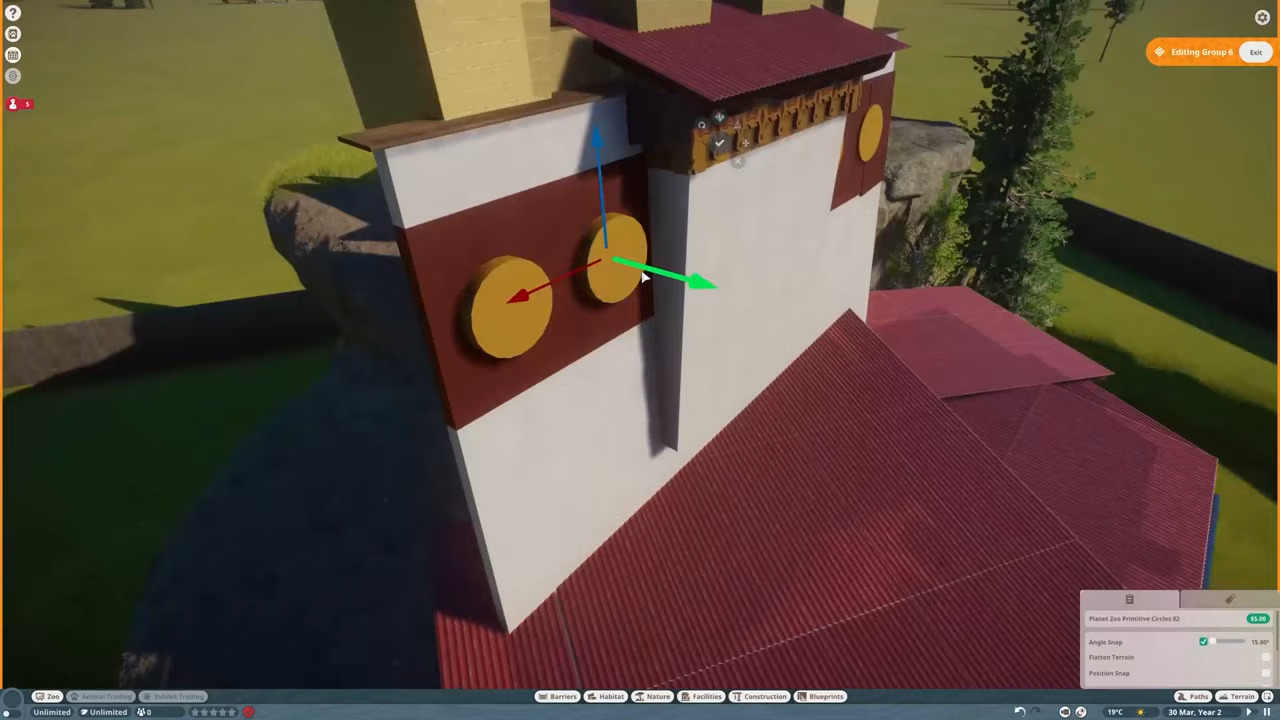 ?
Editing Group 6 Exit
5
Planet Zoo Primitive Circles 02 $5.00
Angle Snap 15.00°
Flatten Terrain
Position Snap
Zoo Animal Trading Exhibit Trading Barriers Habitat Nature Facilities Construction Blueprints Paths Terrain
Unlimited Unlimited 0 19°C 30 Mar, Year 2